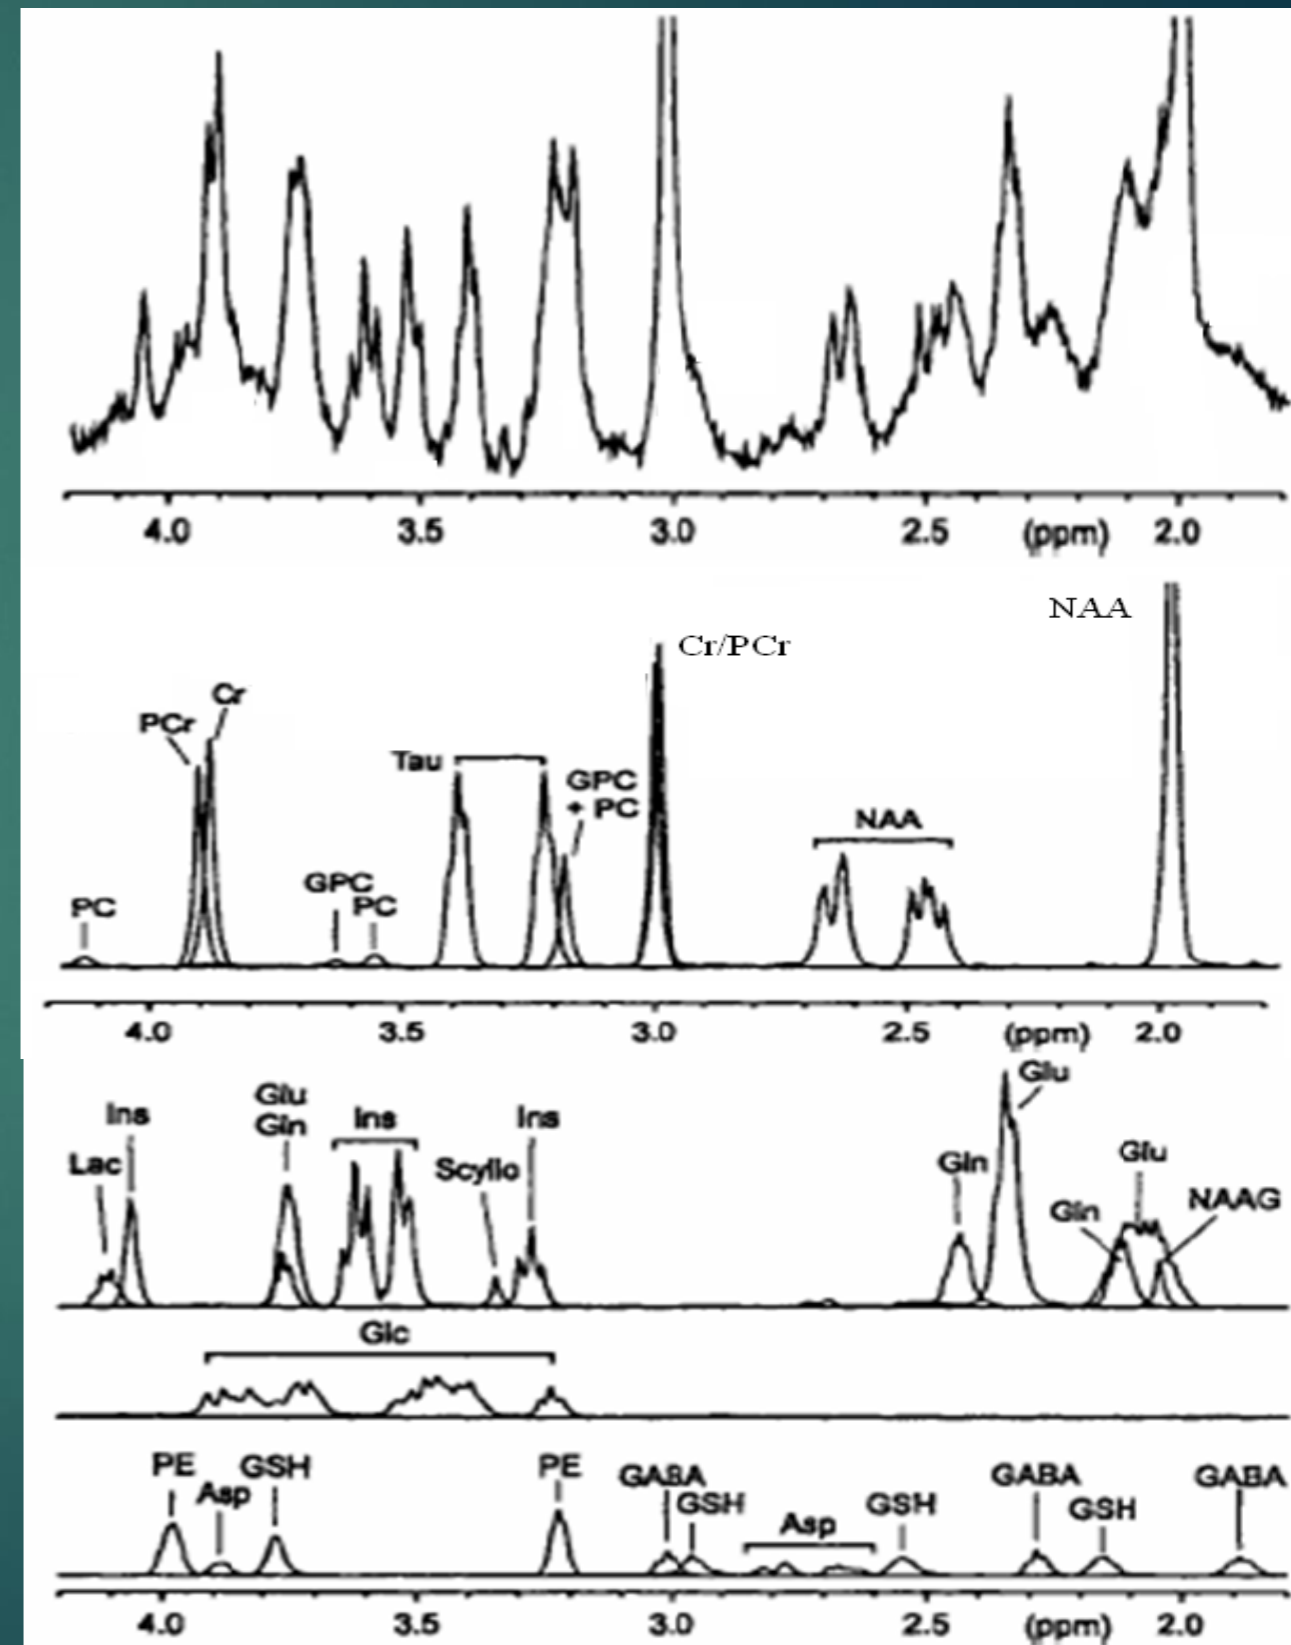 4.0 3.5 3.0 2.5 (ppm) 2.0
NAA
Cr/PCr
Cr
PCr
Tau
GPC
+ PC
NAA
GPC
PC
PC
4.0 3.5 3.0 2.5 (ppm) 2.0
Glu
Glu
Ins Gln Ins Ins
Lac Scyllo Gln Glu
Gln NAAG
Glc
PE GSH PE GABA GABA GABA
Asp GSH Asp GSH GSH
4.0 3.5 3.0 2.5 (ppm) 2.0